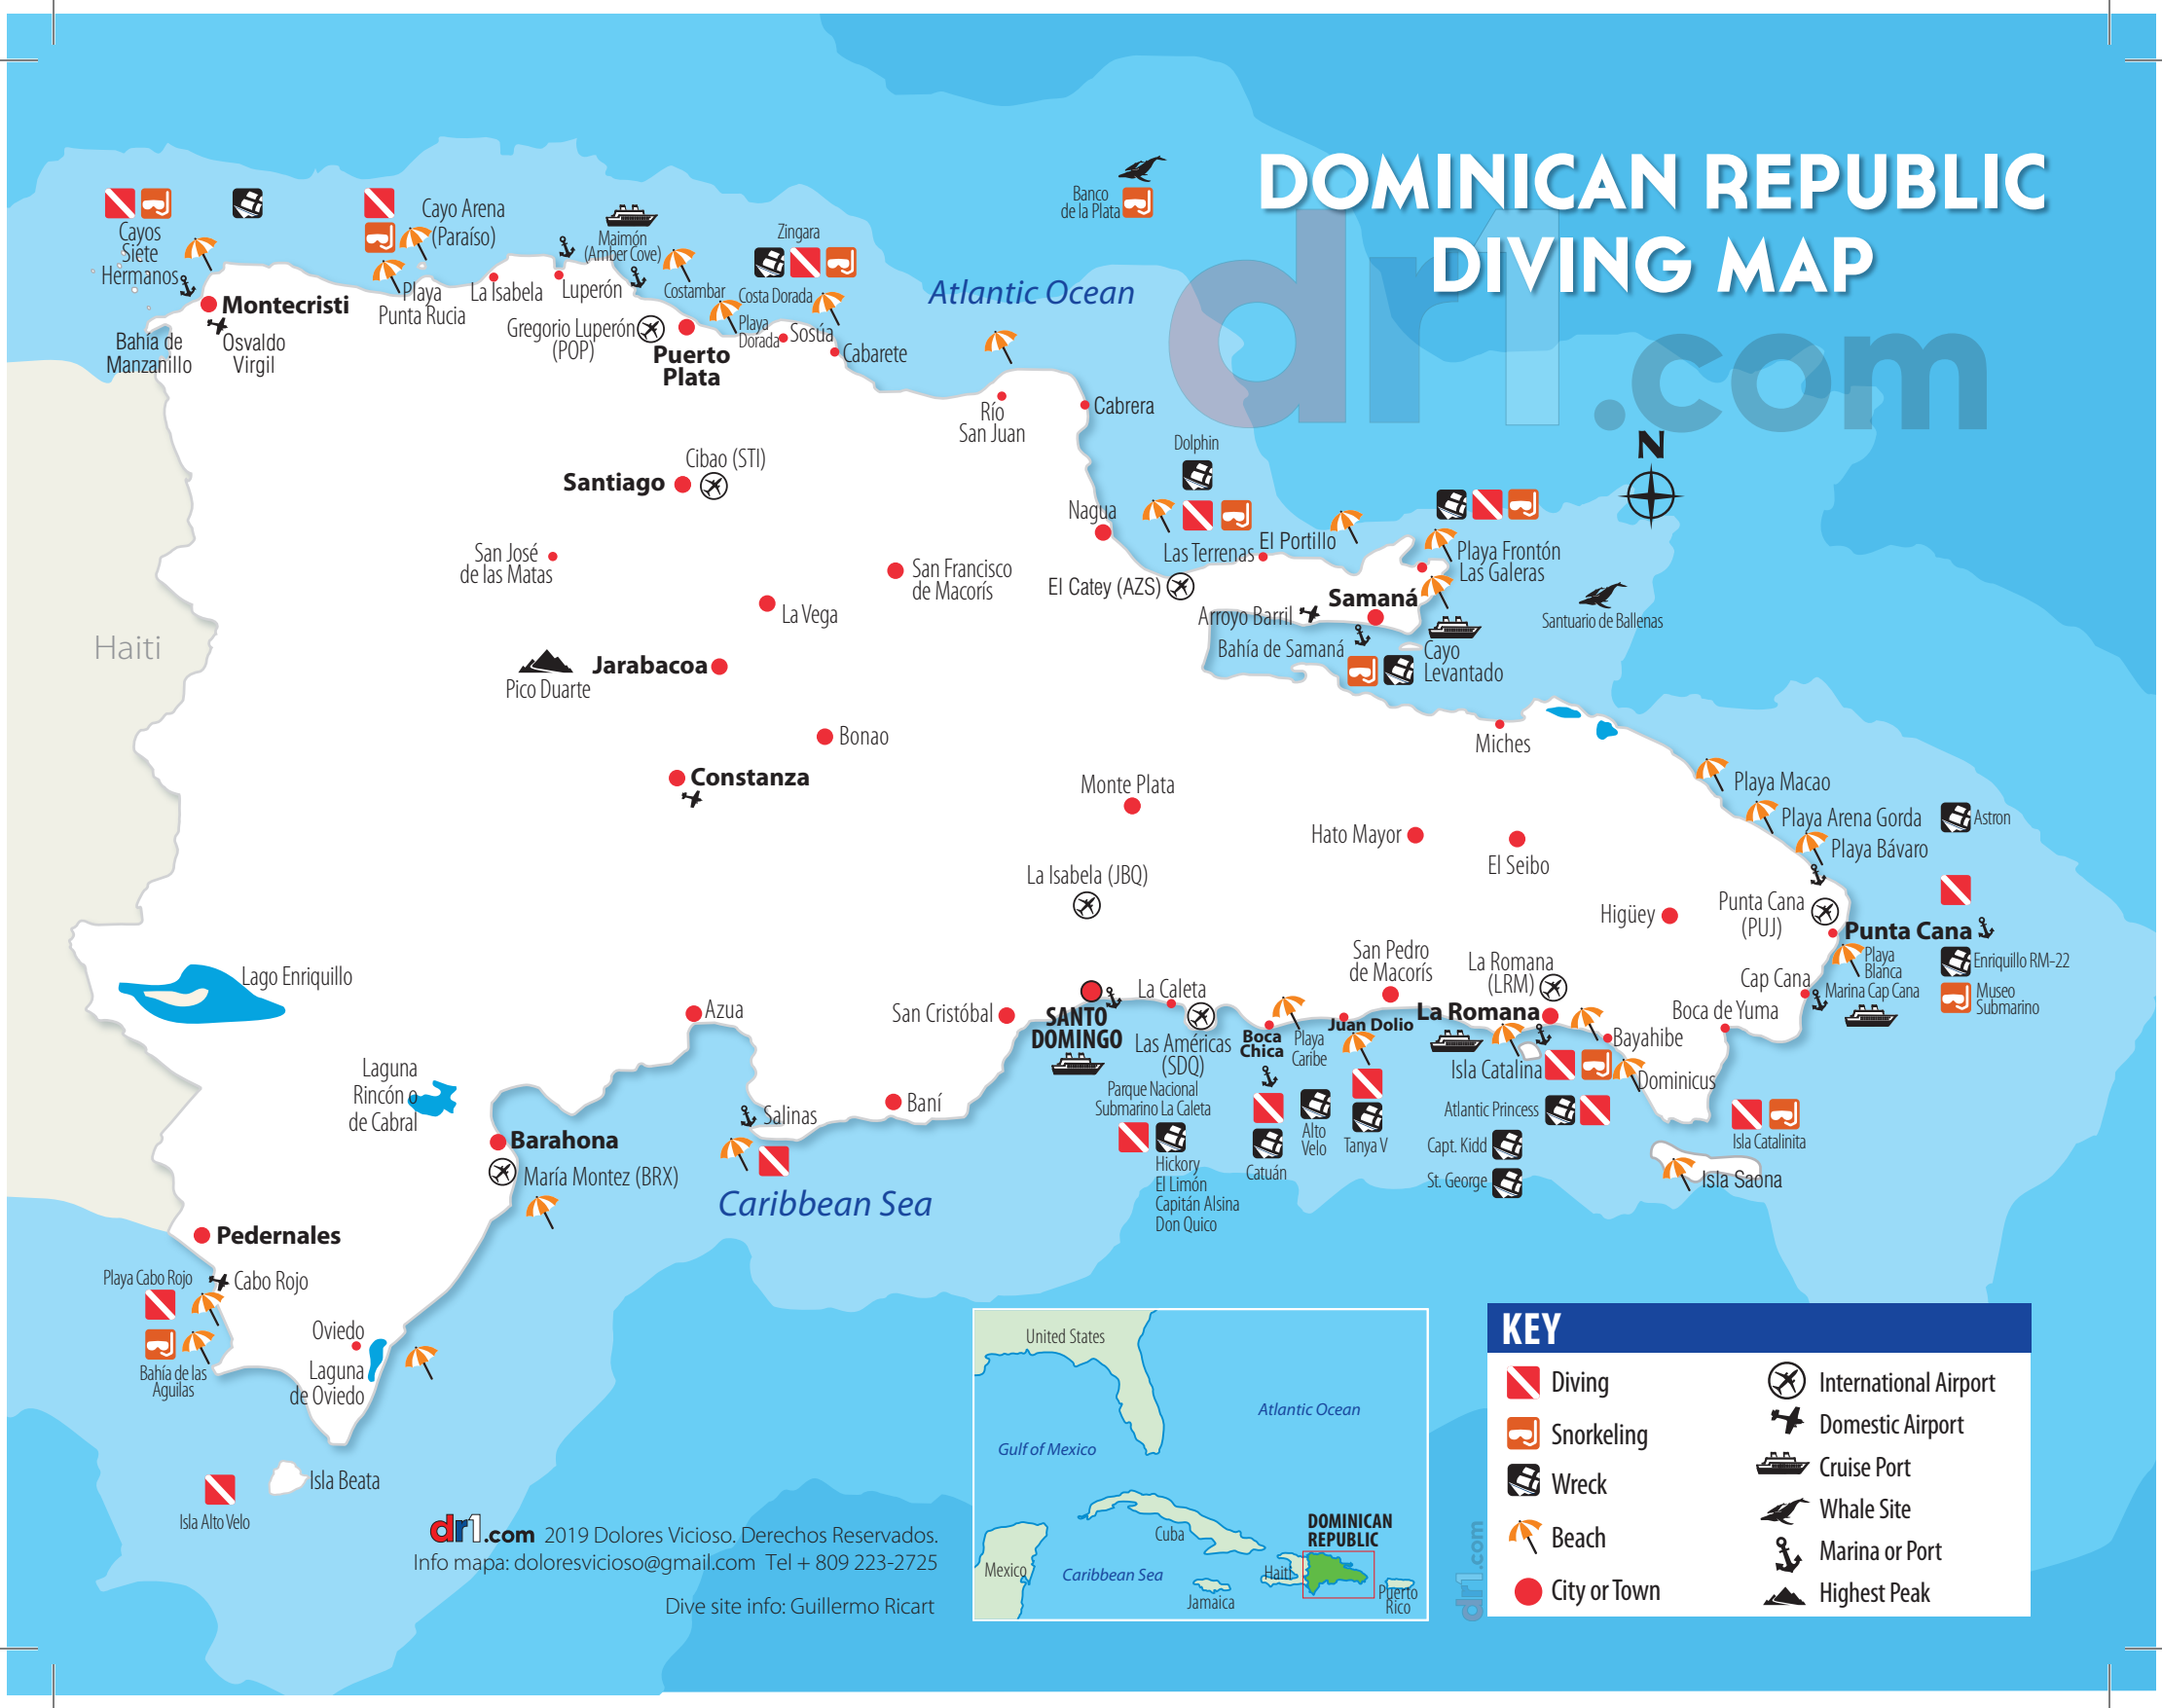 DOMINICAN REPUBLIC
DIVING MAP
dr1.com
Banco
de la Plata
Cayos
Siete
Hermanos
Cayo Arena
(Paraíso)
Maimón
(Amber Cove)
Zingara
Atlantic Ocean
Montecristi
Playa
Punta Rucia
La Isabela
Luperón
Costambar
Costa Dorada
Playa
Dorada
Sosúa
Gregorio Luperón
(POP)
Puerto
Plata
Cabarete
Bahía de
Manzanillo
Osvaldo
Virgil
Río
San Juan
Cabrera
N
Dolphin
Cibao (STI)
Santiago
Nagua
Las Terrenas
El Portillo
Playa Frontón
Las Galeras
San José
de las Matas
San Francisco
de Macorís
El Catey (AZS)
Samaná
La Vega
Arroyo Barril
Santuario de Ballenas
Haiti
Bahía de Samaná
Cayo
Levantado
Jarabacoa
Pico Duarte
Bonao
Miches
Constanza
Monte Plata
Playa Macao
Playa Arena Gorda
Astron
Hato Mayor
El Seibo
Playa Bávaro
La Isabela (JBQ)
Higüey
Punta Cana
(PUJ)
Punta Cana
Playa
Blanca
Enriquillo RM-22
Lago Enriquillo
San Pedro
de Macorís
La Romana
(LRM)
Cap Cana
Marina Cap Cana
Museo
Submarino
Azua
San Cristóbal
La Caleta
SANTO
DOMINGO
Las Américas
(SDQ)
Boca
Chica
Playa
Caribe
Juan Dolio
La Romana
Boca de Yuma
Bayahibe
Isla Catalina
Dominicus
Laguna
Rincón o
de Cabral
Parque Nacional
Submarino La Caleta
Salinas
Baní
Atlantic Princess
Barahona
Hickory
El Limón
Capitán Alsina
Don Quico
Catuán
Alto
Velo
Tanya V
Capt. Kidd
St. George
Isla Catalinita
Isla Saona
María Montez (BRX)
Caribbean Sea
Pedernales
Playa Cabo Rojo
Cabo Rojo
Oviedo
Laguna
de Oviedo
Bahía de las
Aguilas
Isla Beata
Isla Alto Velo
dr1.com 2019 Dolores Vicioso. Derechos Reservados.
Info mapa: doloresvicioso@gmail.com Tel + 809 223-2725
Dive site info: Guillermo Ricart
United States
Atlantic Ocean
Gulf of Mexico
DOMINICAN
REPUBLIC
Cuba
Mexico
Caribbean Sea
Haiti
Jamaica
Puerto
Rico
dr1.com
KEY
Diving
Snorkeling
Wreck
Beach
City or Town
International Airport
Domestic Airport
Cruise Port
Whale Site
Marina or Port
Highest Peak